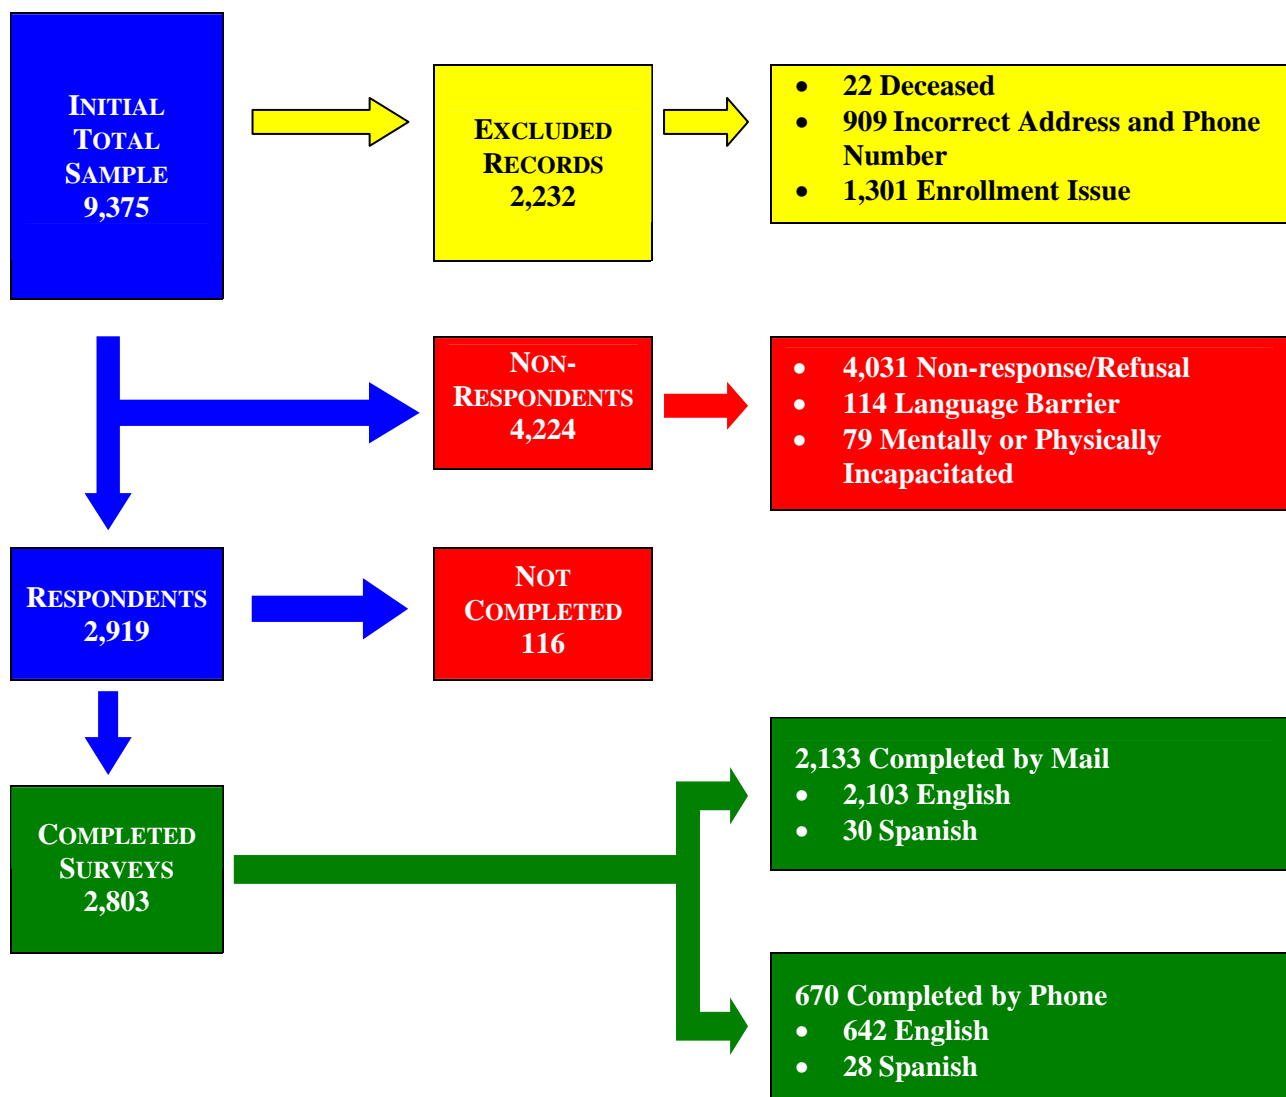 INITIAL
TOTAL
SAMPLE
9,375
EXCLUDED
RECORDS
2,232
• 22 Deceased
• 909 Incorrect Address and Phone
Number
• 1,301 Enrollment Issue
NON-
RESPONDENTS
4,224
• 4,031 Non-response/Refusal
• 114 Language Barrier
• 79 Mentally or Physically
Incapacitated
RESPONDENTS
2,919
NOT
COMPLETED
116
COMPLETED
SURVEYS
2,803
2,133 Completed by Mail
• 2,103 English
• 30 Spanish
670 Completed by Phone
• 642 English
• 28 Spanish